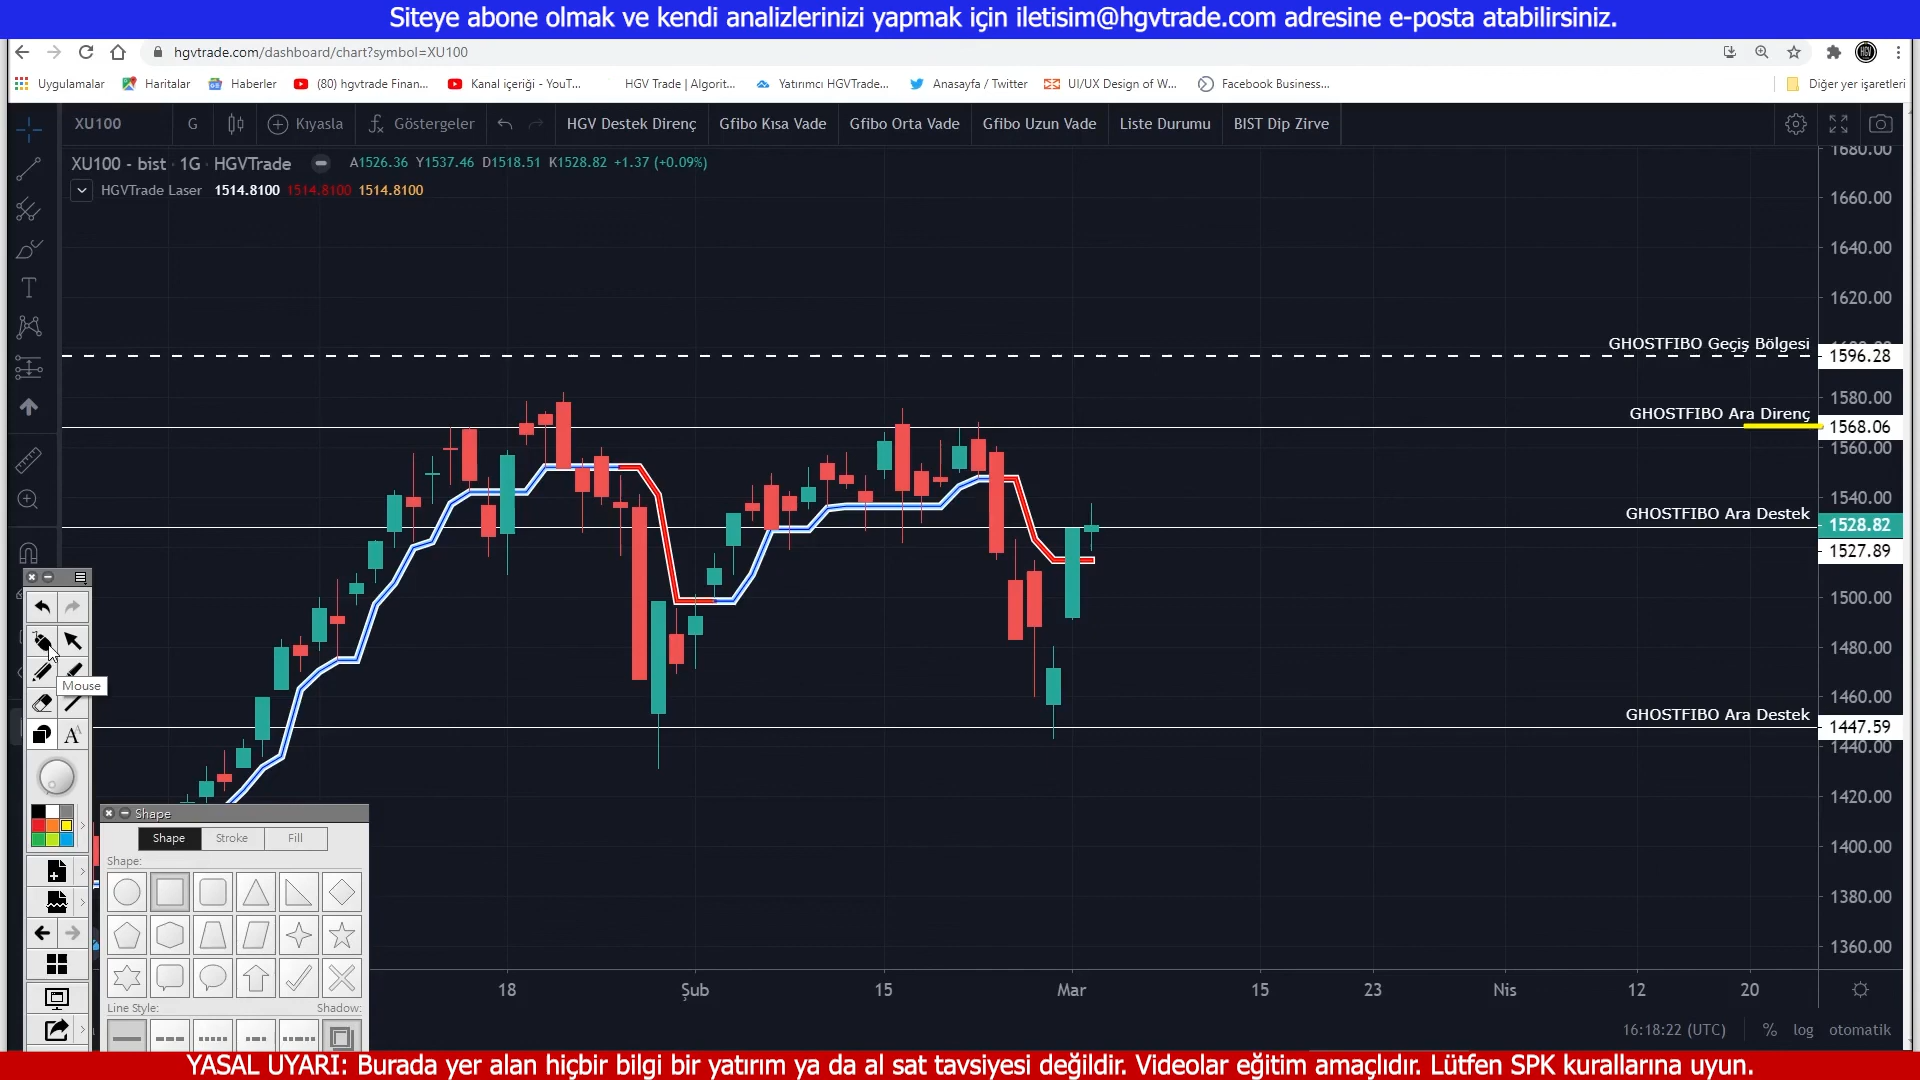 Siteye abone olmak ve kendi analizlerinizi yapmak için iletisim@hgvtrade.com adresine e-posta atabilirsiniz.
hgvtrade.com/dashboard/chart?symbol=XU100
Uygulamalar Haritalar Haberler (80) hgvtrade Finan... Kanal içeriği - YouT... HGV Trade | Algorit... Yatırımcı HGVTrade... Anasayfa / Twitter UI/UX Design of W... Facebook Business... Diğer yer işaretleri
XU100 G Kıyasla Göstergeler HGV Destek Direnç Gfibo Kısa Vade Gfibo Orta Vade Gfibo Uzun Vade Liste Durumu BIST Dip Zirve
XU100 - bist · 1G · HGVTrade A1526.36 Y1537.46 D1518.51 K1528.82 +1.37 (+0.09%)
HGVTrade Laser 1514.8100 1514.8100 1514.8100
1680.00
1660.00
1640.00
1620.00
GHOSTFIBO Geçiş Bölgesi 1596.28
1580.00
GHOSTFIBO Ara Direnç 1568.06
1560.00
1540.00
GHOSTFIBO Ara Destek 1528.82
1527.89
1500.00
1480.00
1460.00
GHOSTFIBO Ara Destek 1447.59
1440.00
1420.00
1400.00
1380.00
1360.00
Mouse
A
Shape
Shape Stroke Fill
Shape:
Line Style: Shadow:
18 Şub 15 Mar 15 23 Nis 12 20
16:18:22 (UTC) % log otomatik
YASAL UYARI: Burada yer alan hiçbir bilgi bir yatırım ya da al sat tavsiyesi değildir. Videolar eğitim amaçlıdır. Lütfen SPK kurallarına uyun.